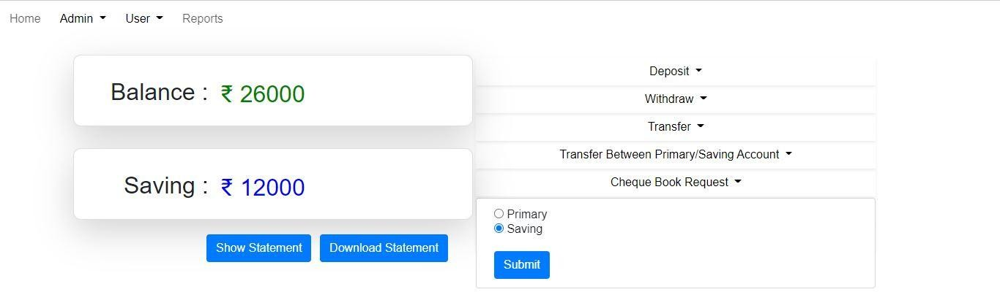 Home Admin User Reports
Balance : ₹ 26000
Saving : ₹ 12000
Show Statement Download Statement
Deposit
Withdraw
Transfer
Transfer Between Primary/Saving Account
Cheque Book Request
Primary
Saving
Submit